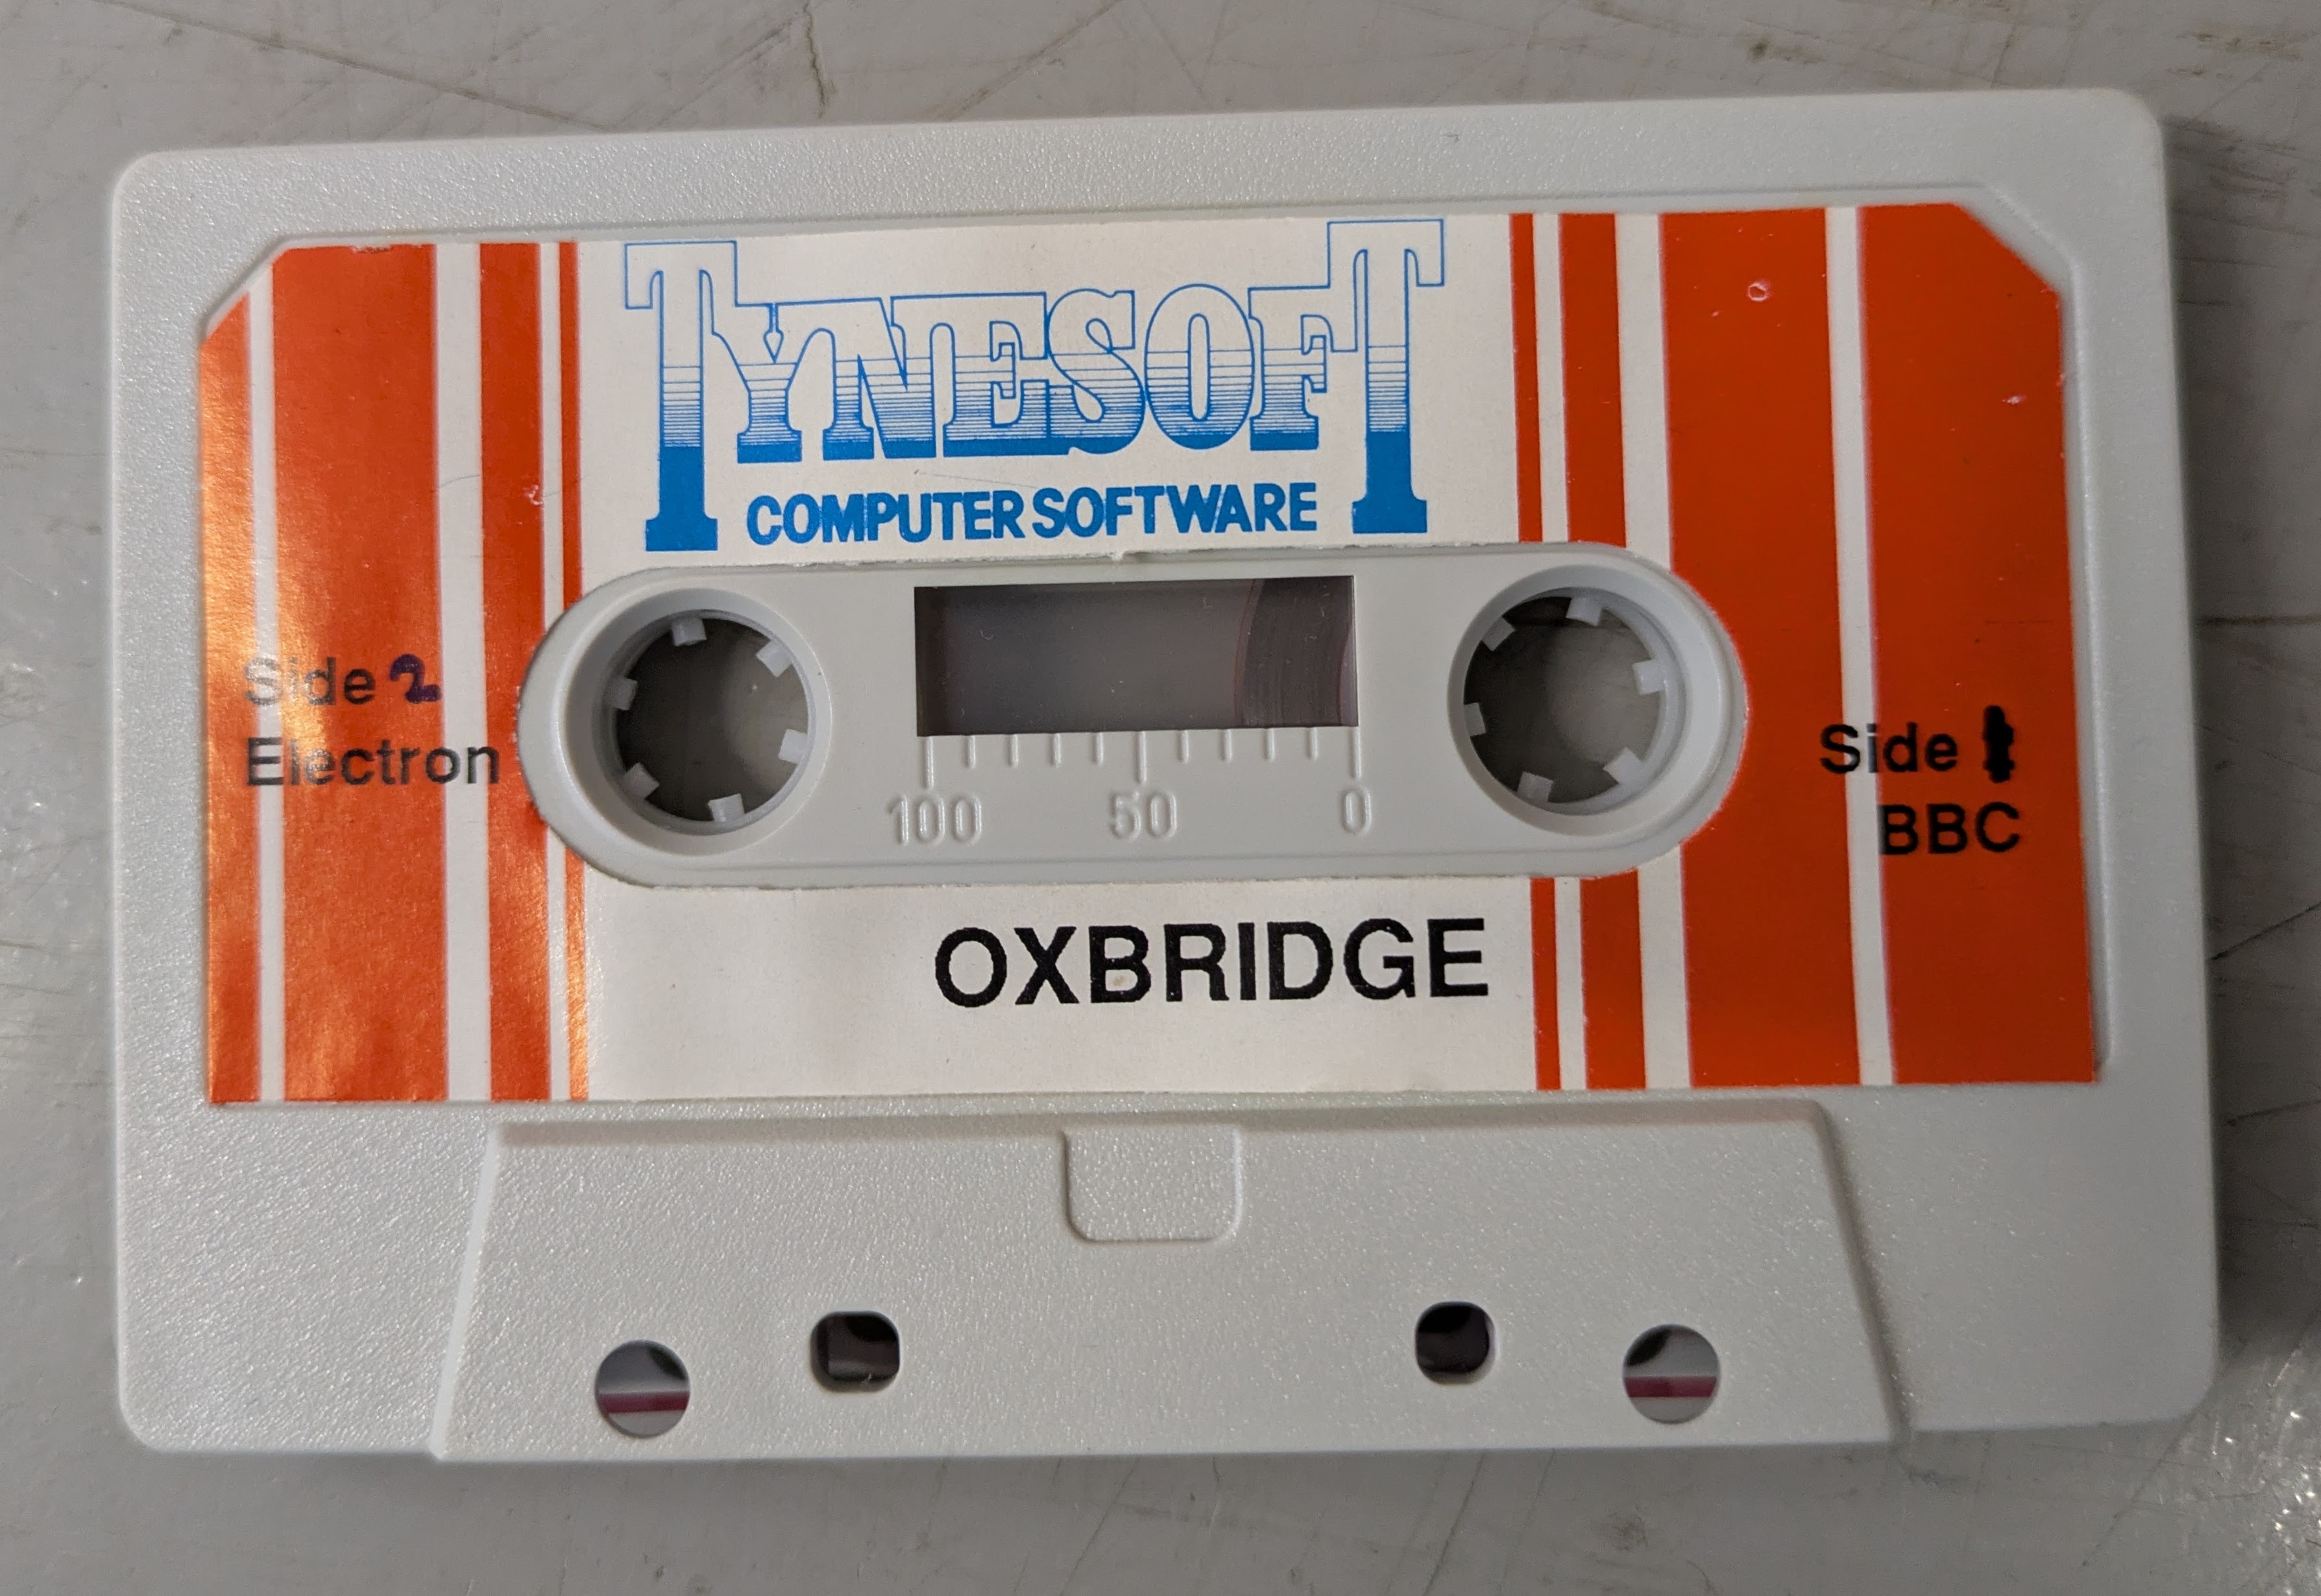 TYNESOFT
COMPUTER SOFTWARE
Side 2
Electron
Side 1
BBC
100 50 0
OXBRIDGE